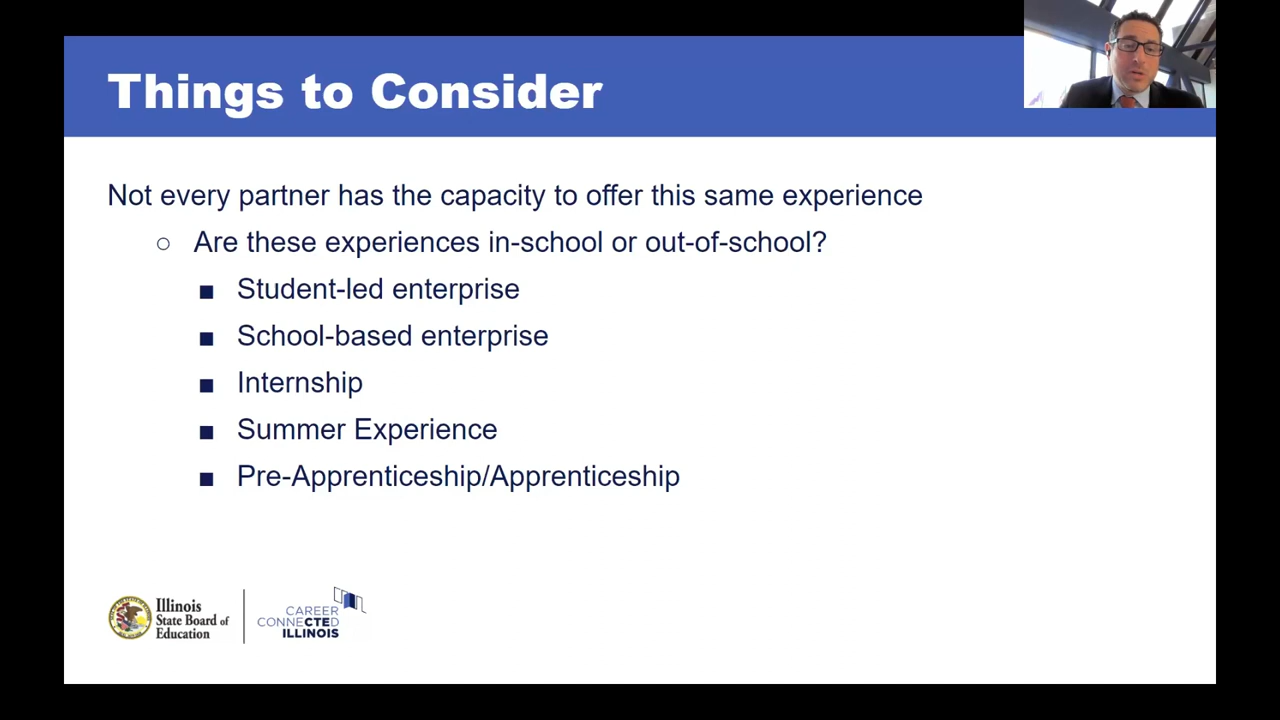 Things to Consider
Not every partner has the capacity to offer this same experience
○ Are these experiences in-school or out-of-school?
■ Student-led enterprise
■ School-based enterprise
■ Internship
■ Summer Experience
■ Pre-Apprenticeship/Apprenticeship
Illinois
State Board of
Education
CAREER
CONNECTED
ILLINOIS